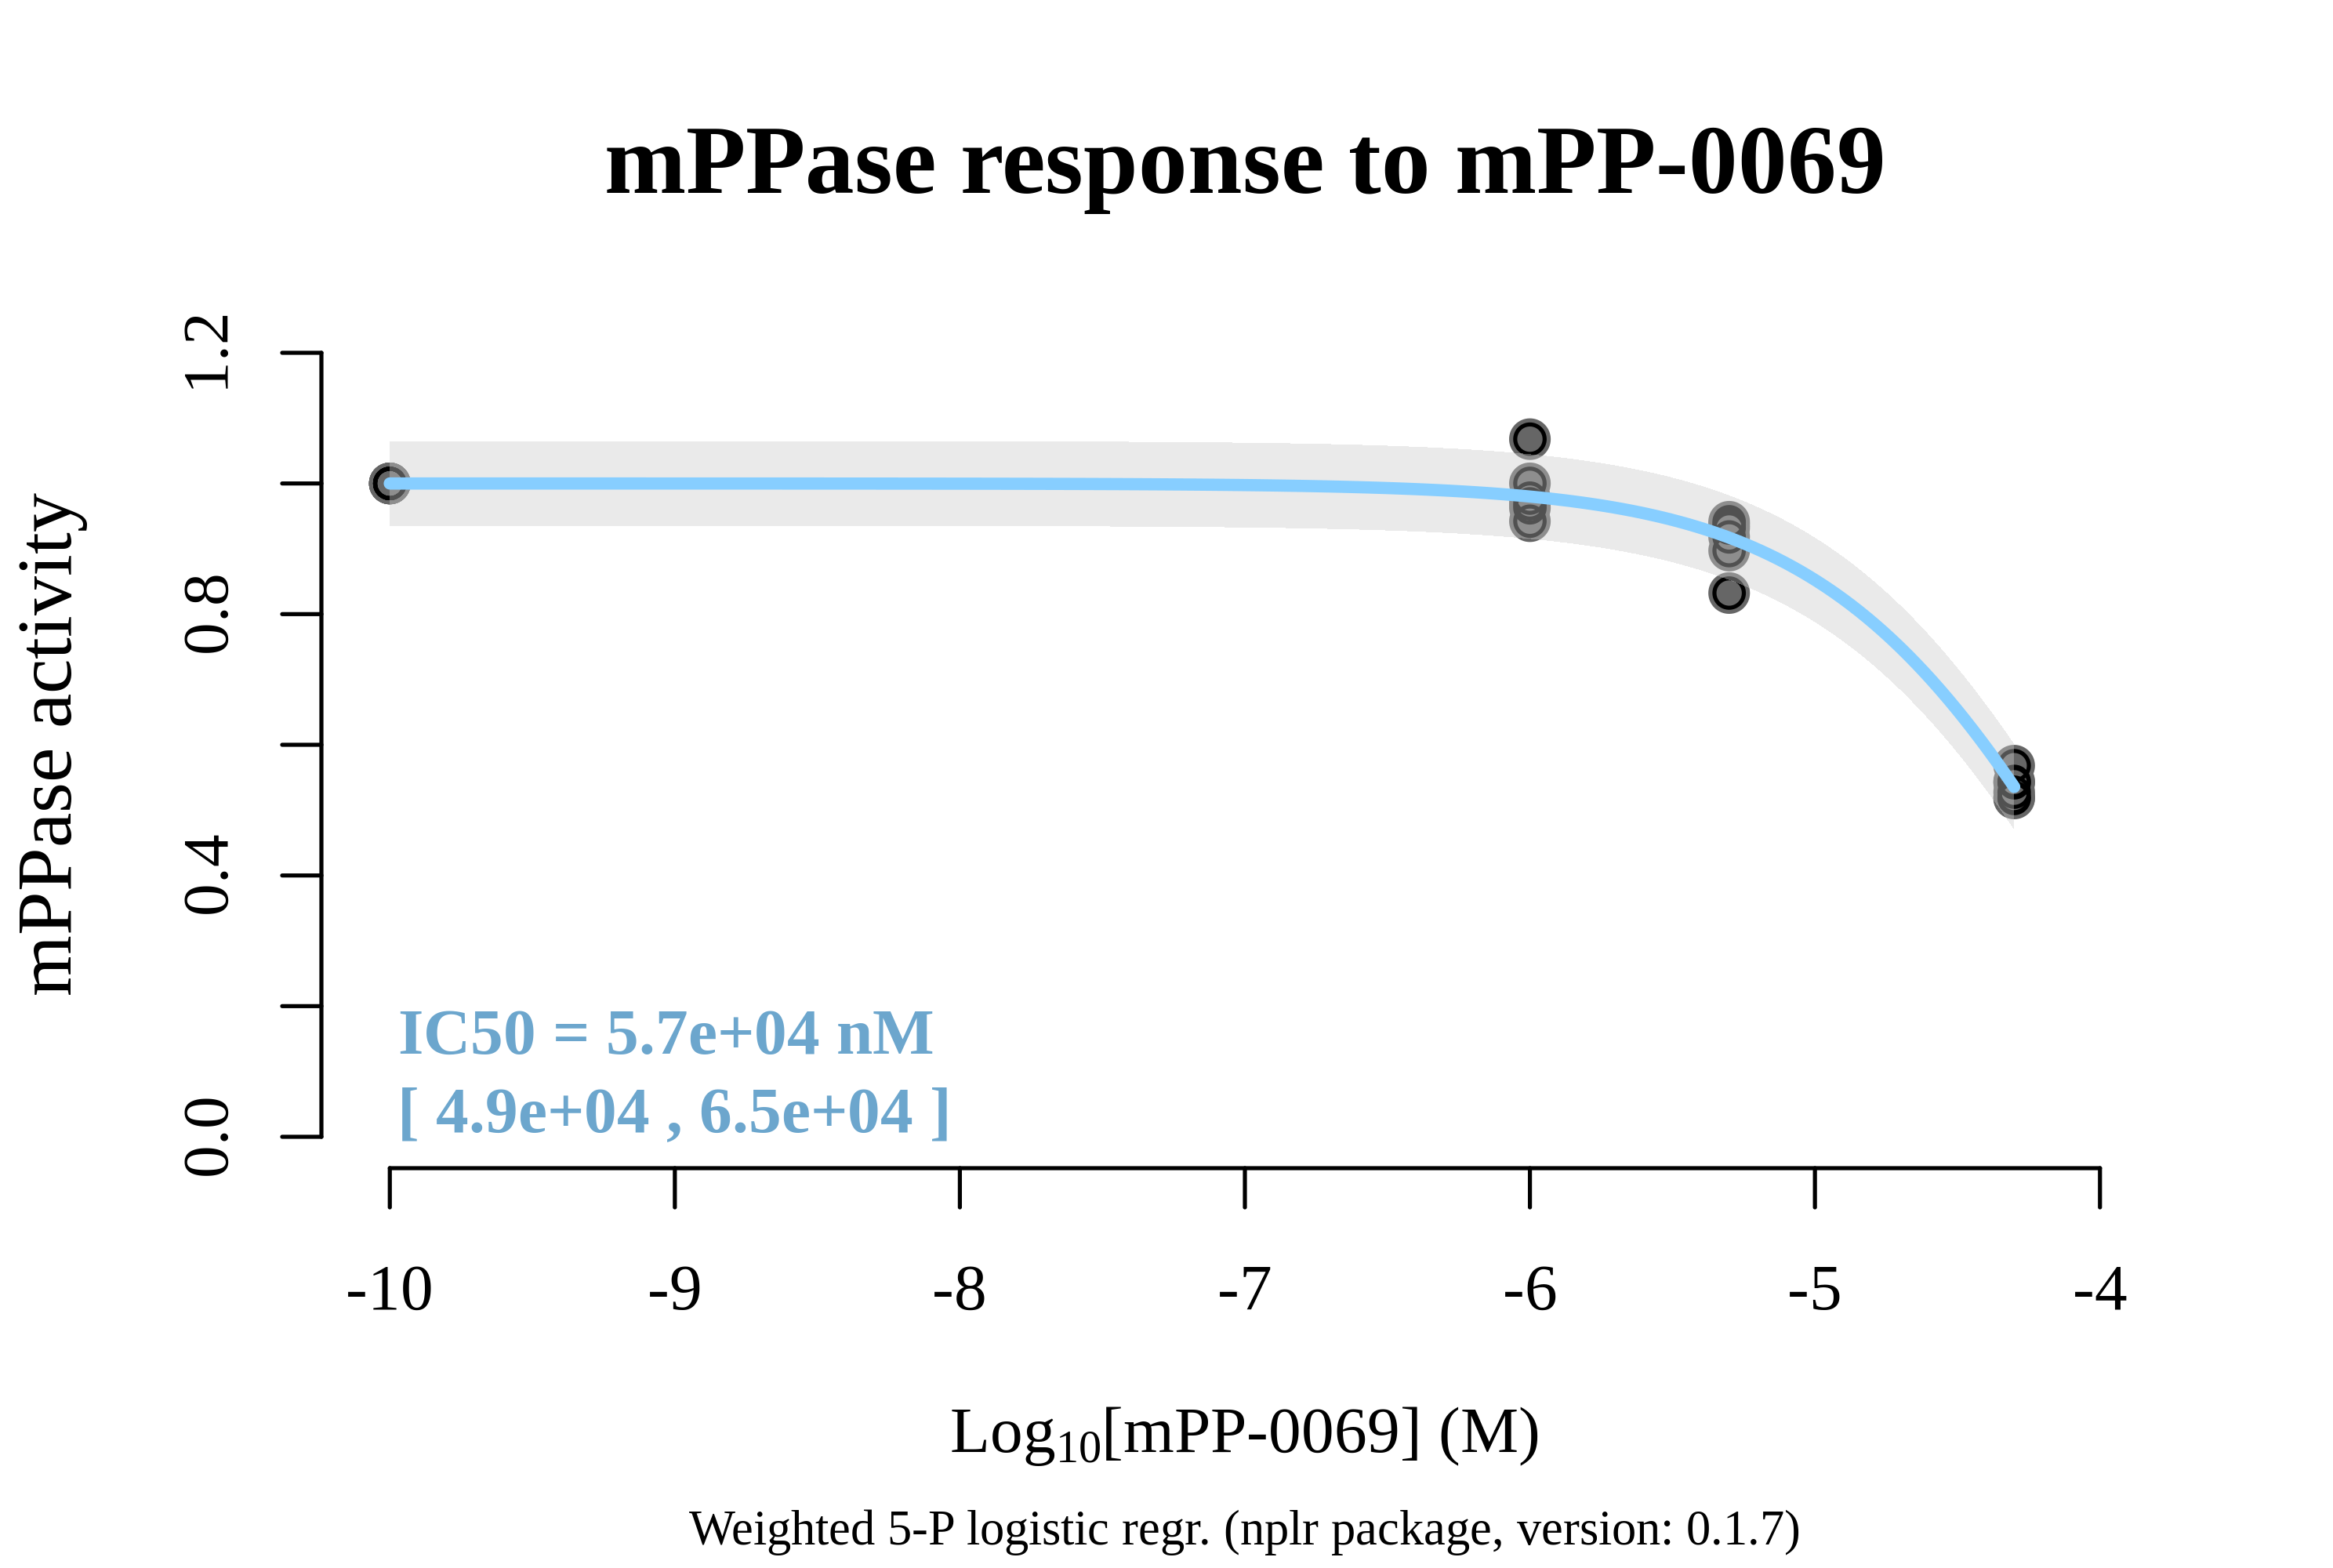 mPPase response to mPP-0069
mPPase activity
1.2
0.8
0.4
0.0
IC50 = 5.7e+04 nM
[ 4.9e+04 , 6.5e+04 ]
-10 -9 -8 -7 -6 -5 -4
Log10[mPP-0069] (M)
Weighted 5-P logistic regr. (nplr package, version: 0.1.7)